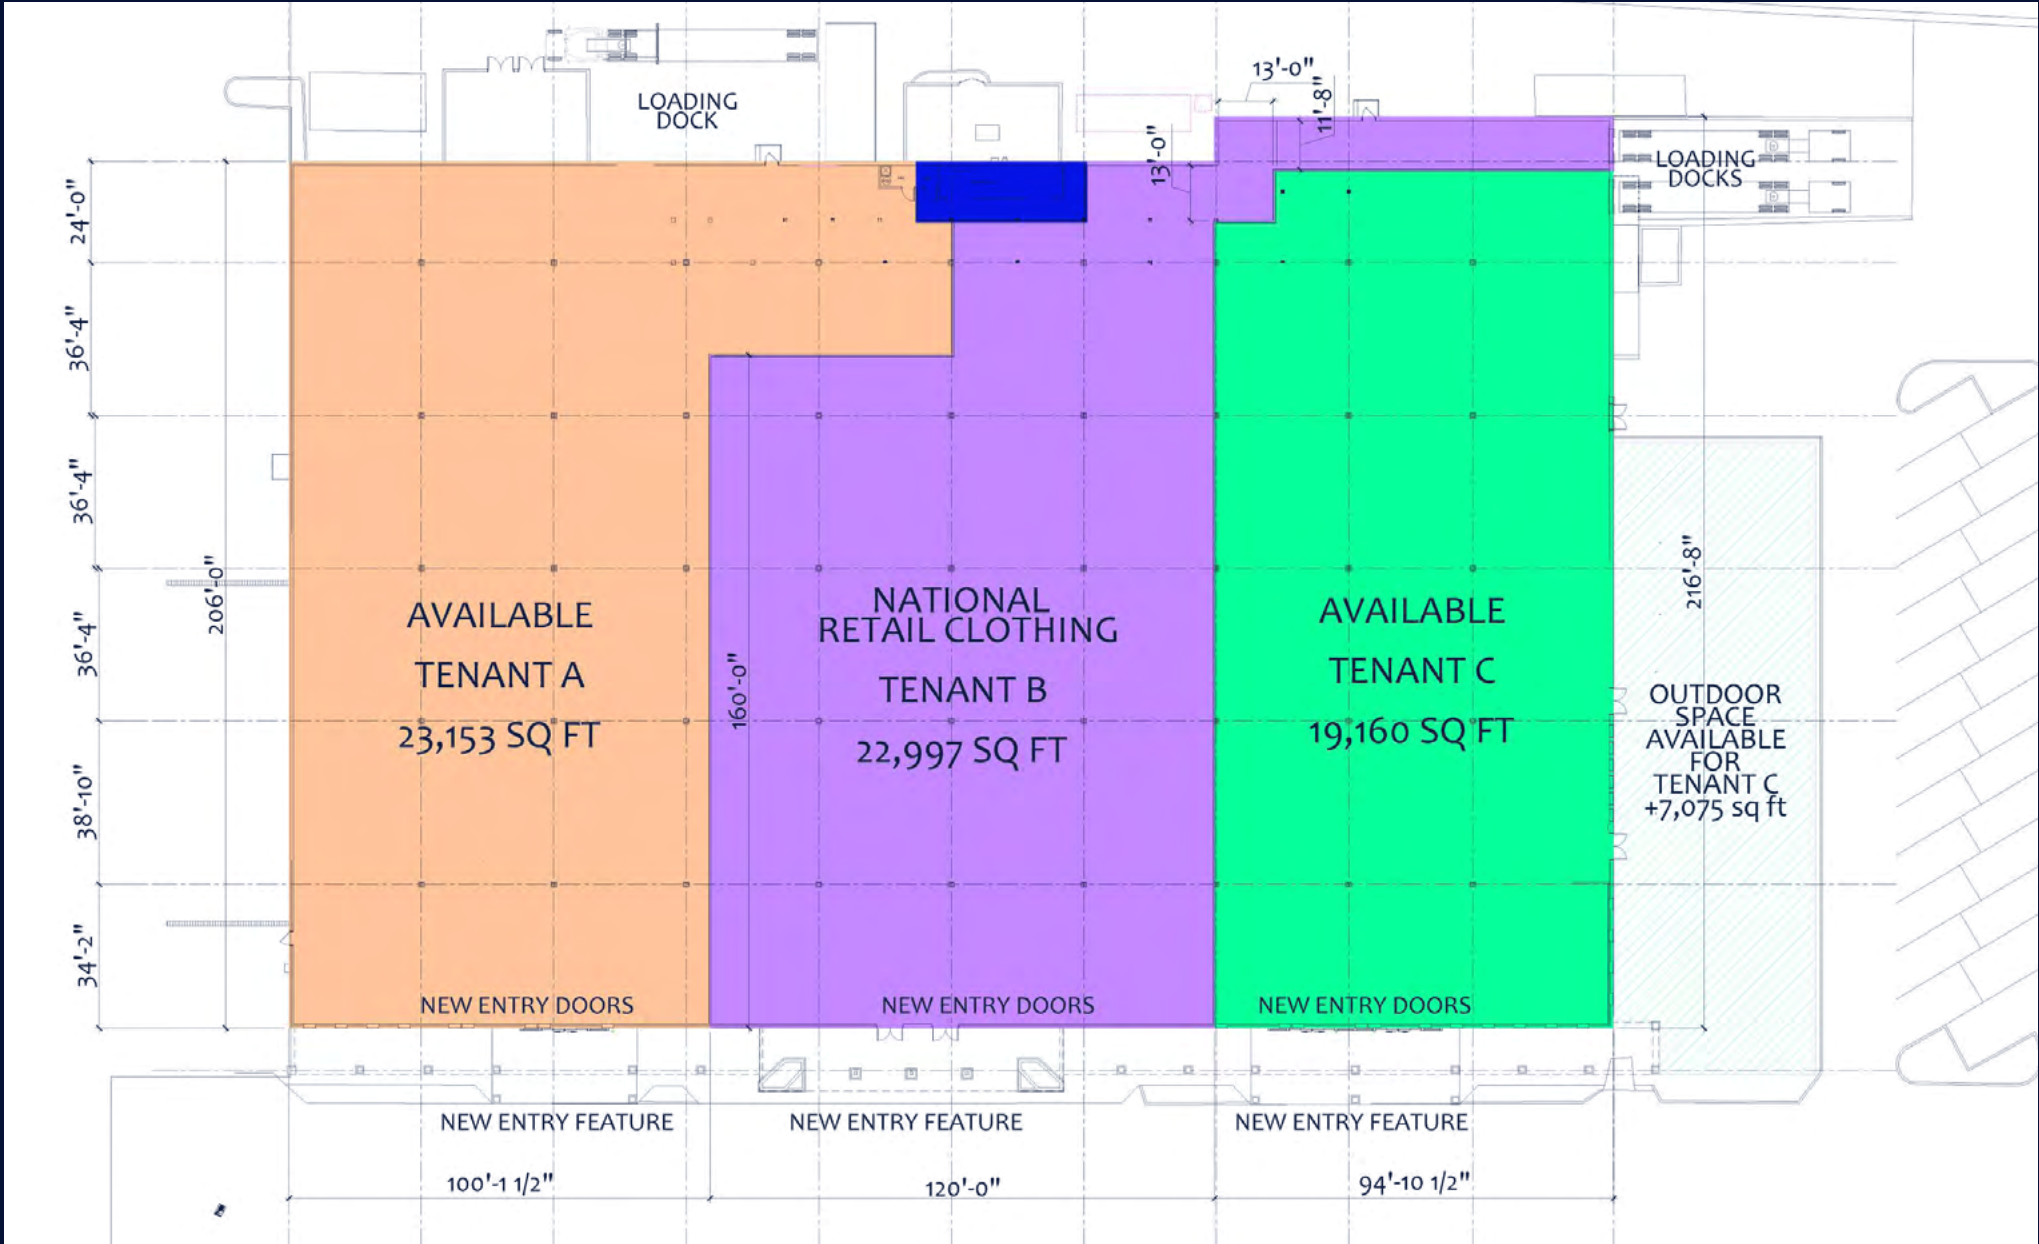 13'-0"
11'-8"
LOADING
DOCK
13'-0"
LOADING
DOCKS
24'-0"
36'-4"
36'-4"
206'-0"
216'-8"
36'-4"
AVAILABLE
TENANT A
23,153 SQ FT
160'-0"
NATIONAL
RETAIL CLOTHING
TENANT B
22,997 SQ FT
AVAILABLE
TENANT C
19,160 SQ FT
OUTDOOR
SPACE
AVAILABLE
FOR
TENANT C
+7,075 sq ft
38'-10"
34'-2"
NEW ENTRY DOORS
NEW ENTRY DOORS
NEW ENTRY DOORS
NEW ENTRY FEATURE
NEW ENTRY FEATURE
NEW ENTRY FEATURE
100'-1 1/2"
120'-0"
94'-10 1/2"